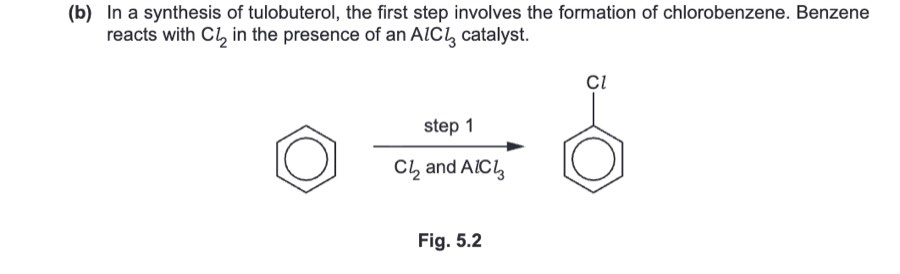 (b) In a synthesis of tulobuterol, the first step involves the formation of chlorobenzene. Benzene
reacts with Cl₂ in the presence of an AlCl₃ catalyst.
Cl
step 1
Cl₂ and AlCl₃
Fig. 5.2